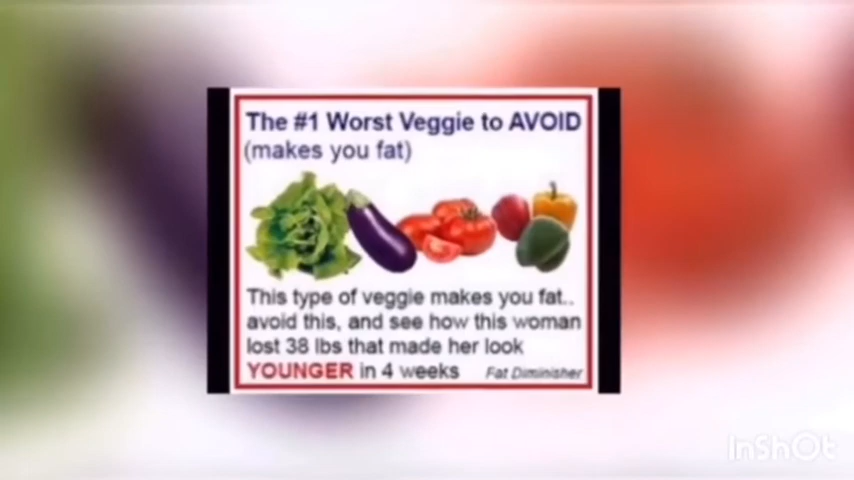 The #1 Worst Veggie to AVOID
(makes you fat)
This type of veggie makes you fat..
avoid this, and see how this woman
lost 38 lbs that made her look
YOUNGER in 4 weeks Fat Diminisher
InShOt